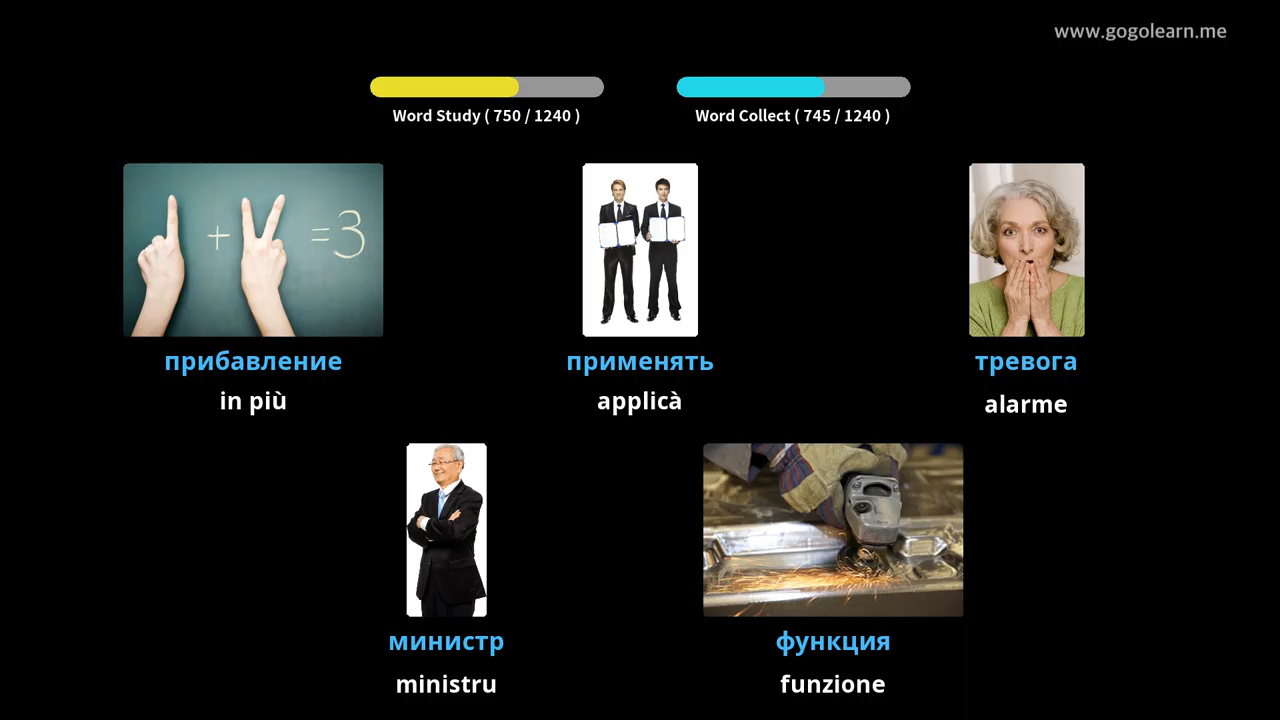 www.gogolearn.me
Word Study ( 750 / 1240 )
Word Collect ( 745 / 1240 )
+ = 3
прибавление
in più
применять
applicà
тревога
alarme
министр
ministru
функция
funzione